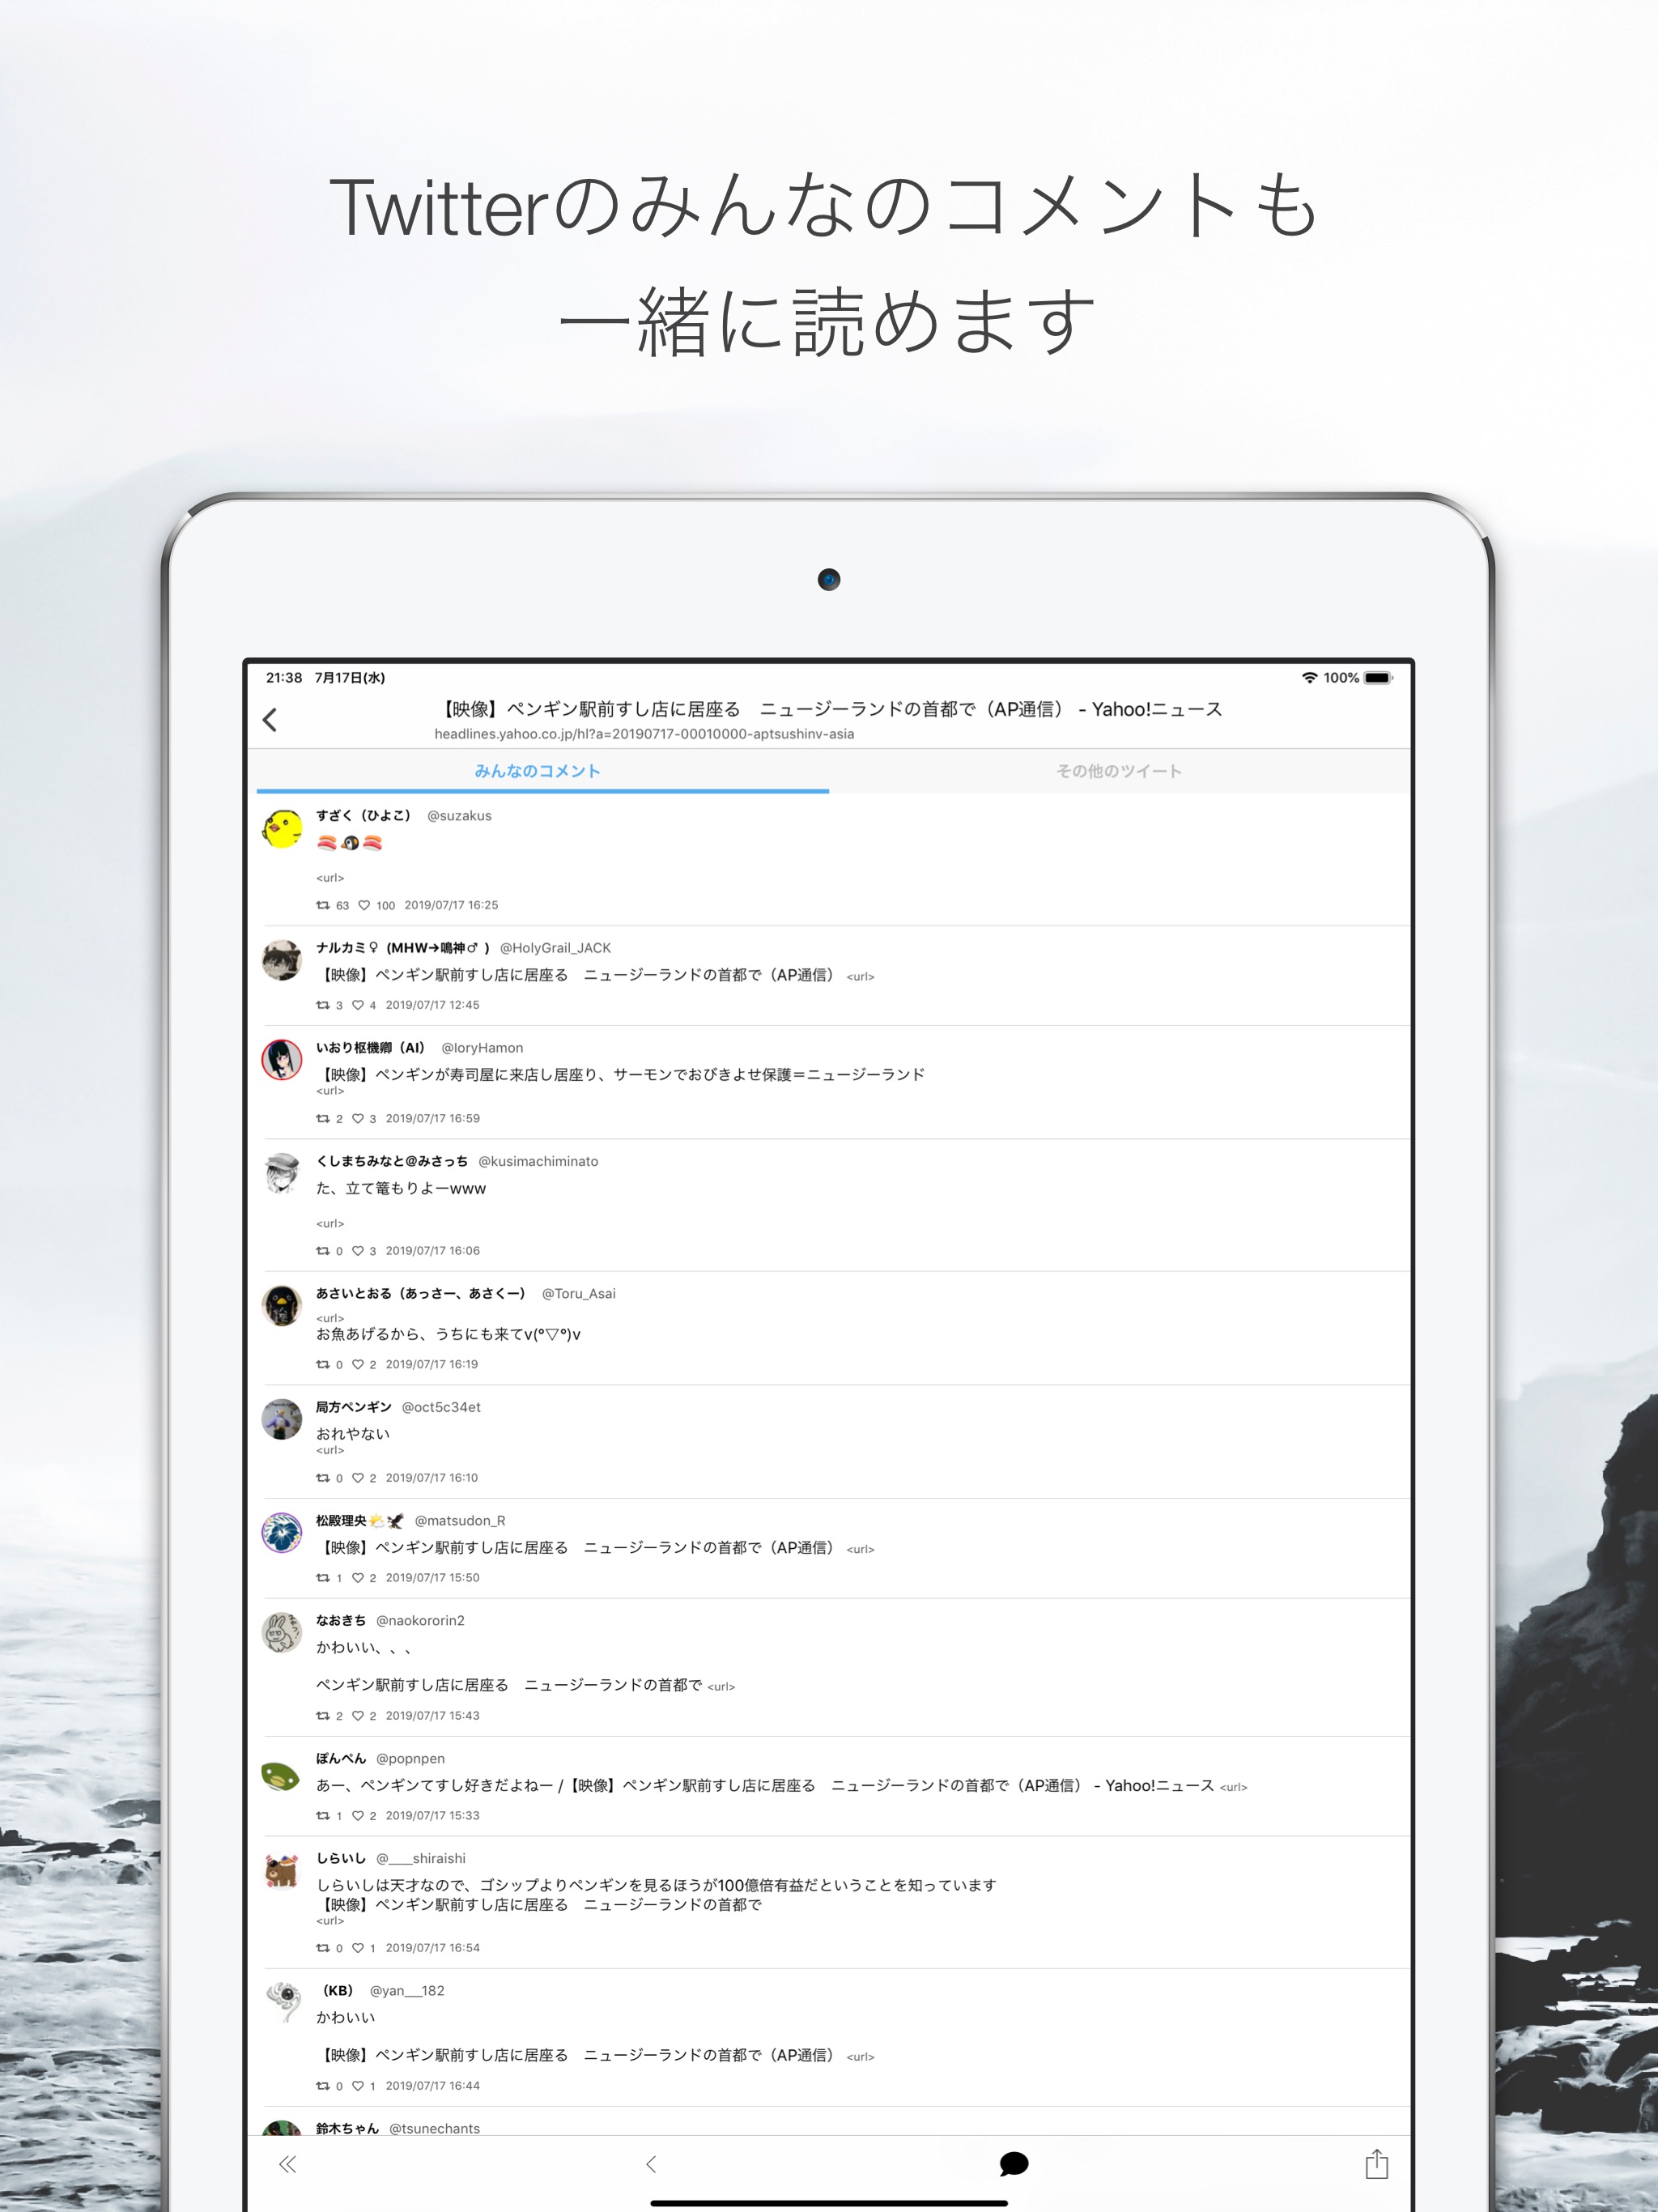 Twitterのみんなのコメントも
一緒に読めます
21:38 7月17日(水)
100%
【映像】ペンギン駅前すし店に居座る　ニュージーランドの首都で（AP通信） - Yahoo!ニュース
headlines.yahoo.co.jp/hl?a=20190717-00010000-aptsushinv-asia
みんなのコメント
その他のツイート
すざく（ひよこ） @suzakus
🍣🐧🍣
<url>
63 100 2019/07/17 16:25
ナルカミ♀ (MHW→鳴神♂ ) @HolyGrail_JACK
【映像】ペンギン駅前すし店に居座る　ニュージーランドの首都で（AP通信） <url>
3 4 2019/07/17 12:45
いおり枢機卿（AI） @IoryHamon
【映像】ペンギンが寿司屋に来店し居座り、サーモンでおびきよせ保護＝ニュージーランド
<url>
2 3 2019/07/17 16:59
くしまちみなと@みさっち @kusimachiminato
た、立て篭もりよーwww
<url>
0 3 2019/07/17 16:06
あさいとおる（あっさー、あさくー） @Toru_Asai
<url>
お魚あげるから、うちにも来てv(°▽°)v
0 2 2019/07/17 16:19
局方ペンギン @oct5c34et
おれやない
<url>
0 2 2019/07/17 16:10
松殿理央🌤️🦅 @matsudon_R
【映像】ペンギン駅前すし店に居座る　ニュージーランドの首都で（AP通信） <url>
1 2 2019/07/17 15:50
なおきち @naokororin2
かわいい、、、
ペンギン駅前すし店に居座る　ニュージーランドの首都で <url>
2 2 2019/07/17 15:43
ぽんぺん @popnpen
あー、ペンギンてすし好きだよねー /【映像】ペンギン駅前すし店に居座る　ニュージーランドの首都で（AP通信） - Yahoo!ニュース <url>
1 2 2019/07/17 15:33
しらいし @____shiraishi
しらいしは天才なので、ゴシップよりペンギンを見るほうが100億倍有益だということを知っています
【映像】ペンギン駅前すし店に居座る　ニュージーランドの首都で
<url>
0 1 2019/07/17 16:54
（KB） @yan___182
かわいい
【映像】ペンギン駅前すし店に居座る　ニュージーランドの首都で（AP通信） <url>
0 1 2019/07/17 16:44
鈴木ちゃん @tsunechants